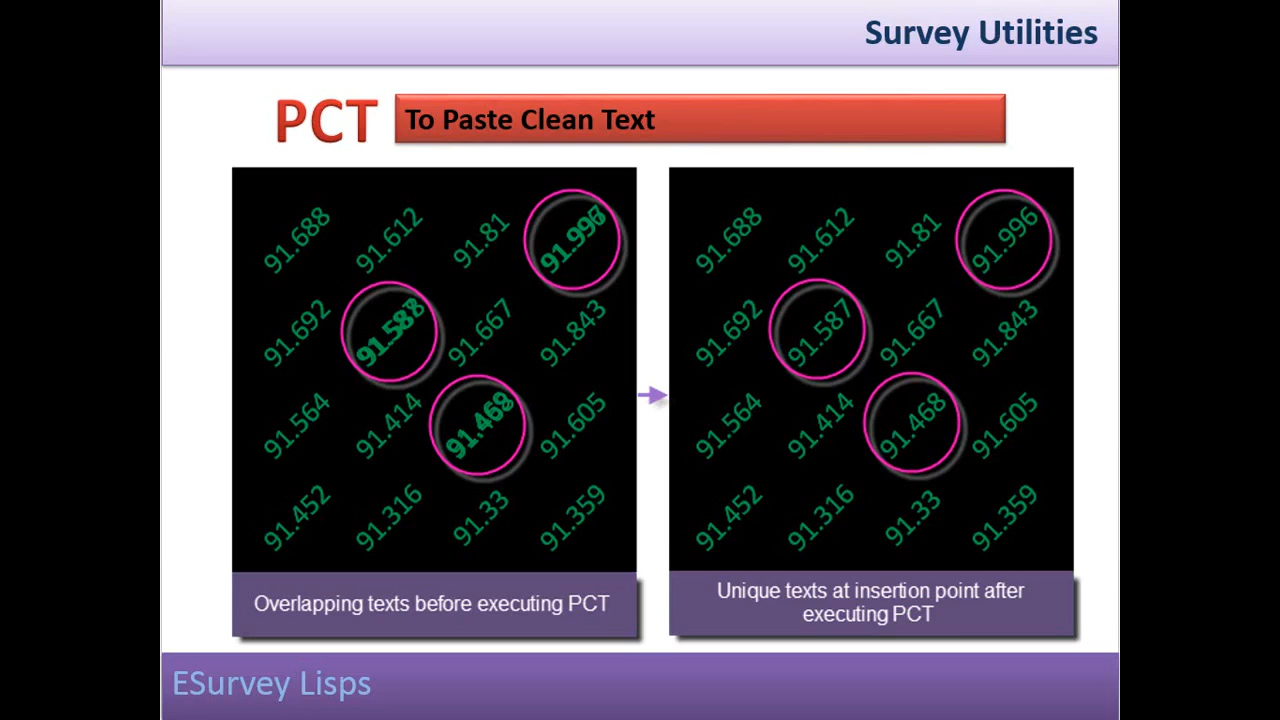 Survey Utilities
PCT To Paste Clean Text
91.688 91.612 91.81
91.692 91.667 91.843
91.564 91.414 91.468 91.605
91.452 91.316 91.33 91.359
Overlapping texts before executing PCT
91.688 91.612 91.81 91.996
91.692 91.587 91.667 91.843
91.564 91.414 91.468 91.605
91.452 91.316 91.33 91.359
Unique texts at insertion point after
executing PCT
ESurvey Lisps